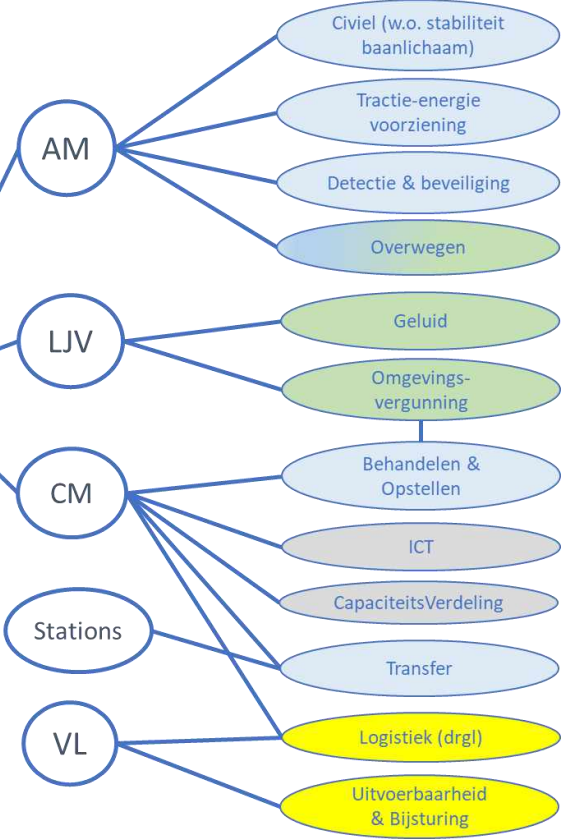 AM
Civiel (w.o. stabiliteit
baanlichaam)
Tractie-energie
voorziening
Detectie & beveiliging
Overwegen
LJV
Geluid
Omgevings-
vergunning
CM
Behandelen &
Opstellen
ICT
CapaciteitsVerdeling
Stations
Transfer
VL
Logistiek (drgl)
Uitvoerbaarheid
& Bijsturing